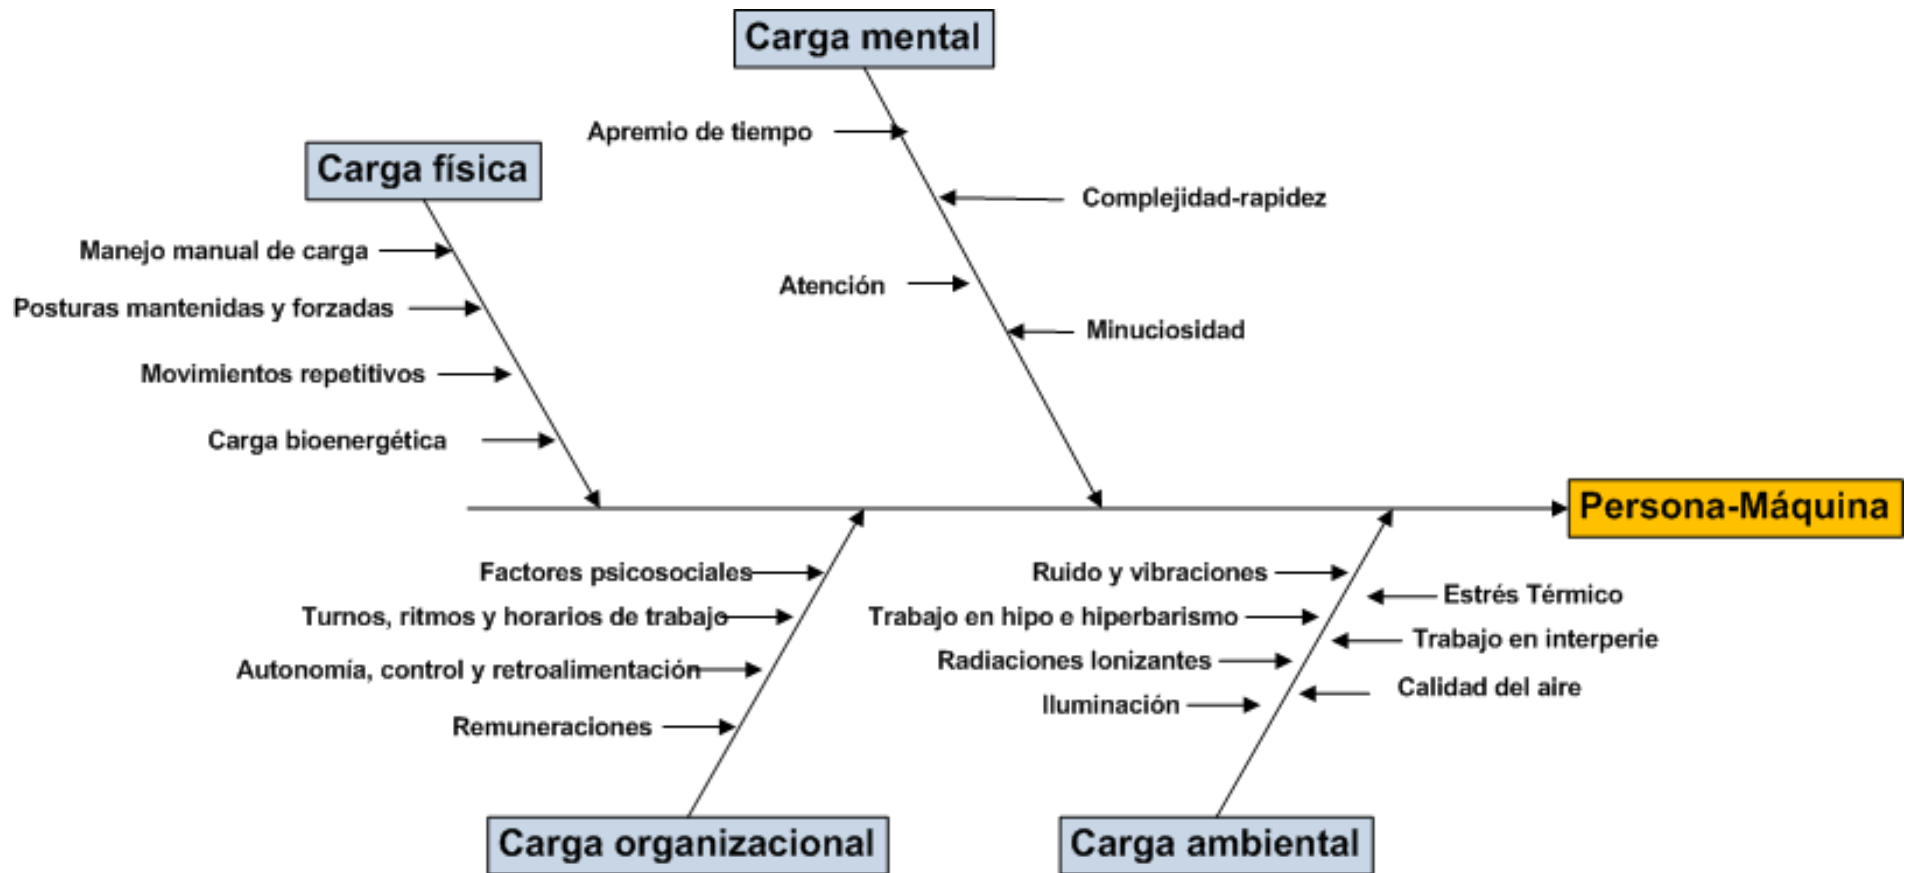 Carga mental
Apremio de tiempo
Complejidad-rapidez
Atención
Minuciosidad
Carga física
Manejo manual de carga
Posturas mantenidas y forzadas
Movimientos repetitivos
Carga bioenergética
Persona-Máquina
Factores psicosociales
Turnos, ritmos y horarios de trabajo
Autonomía, control y retroalimentación
Remuneraciones
Carga organizacional
Ruido y vibraciones
Estrés Térmico
Trabajo en hipo e hiperbarismo
Trabajo en interperie
Radiaciones Ionizantes
Calidad del aire
Iluminación
Carga ambiental